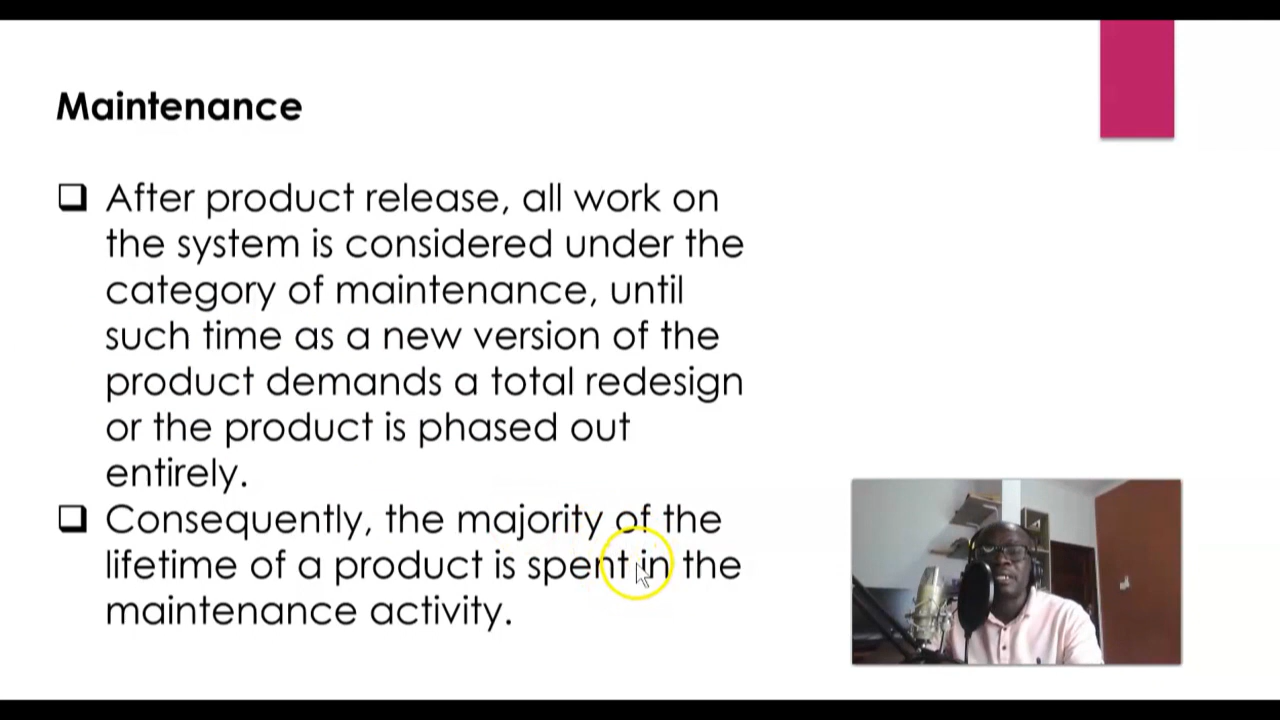 Maintenance
After product release, all work on
the system is considered under the
category of maintenance, until
such time as a new version of the
product demands a total redesign
or the product is phased out
entirely.
Consequently, the majority of the
lifetime of a product is spent in the
maintenance activity.